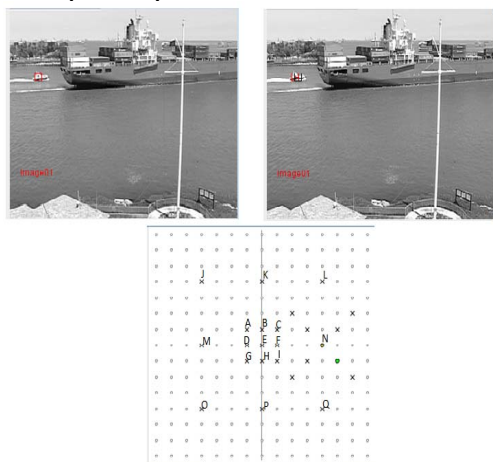 Image01
Image01
J K L
A B C
M D E F N
G H I
O P Q